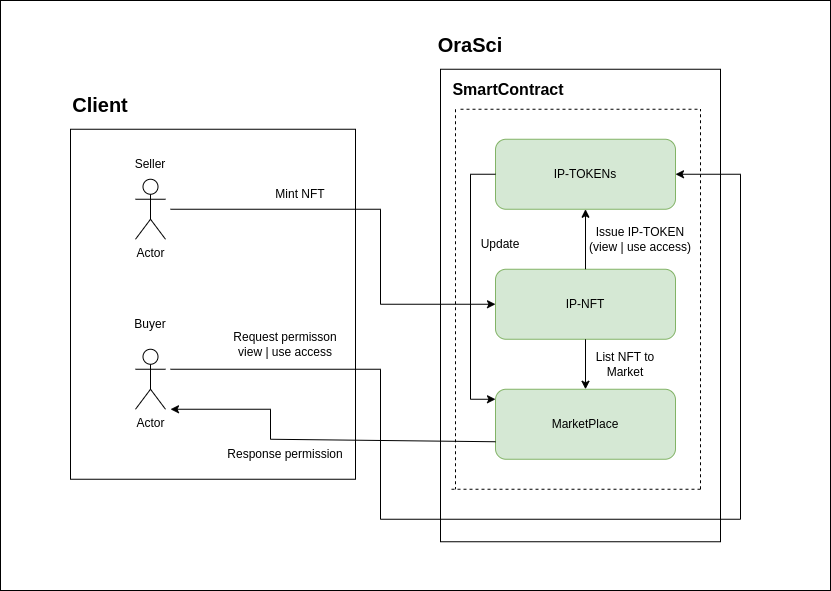 OraSci
SmartContract
Client
Seller
Actor
Mint NFT
IP-TOKENs
Update
Issue IP-TOKEN
(view | use access)
IP-NFT
Buyer
Actor
Request permisson
view | use access
List NFT to
Market
MarketPlace
Response permission